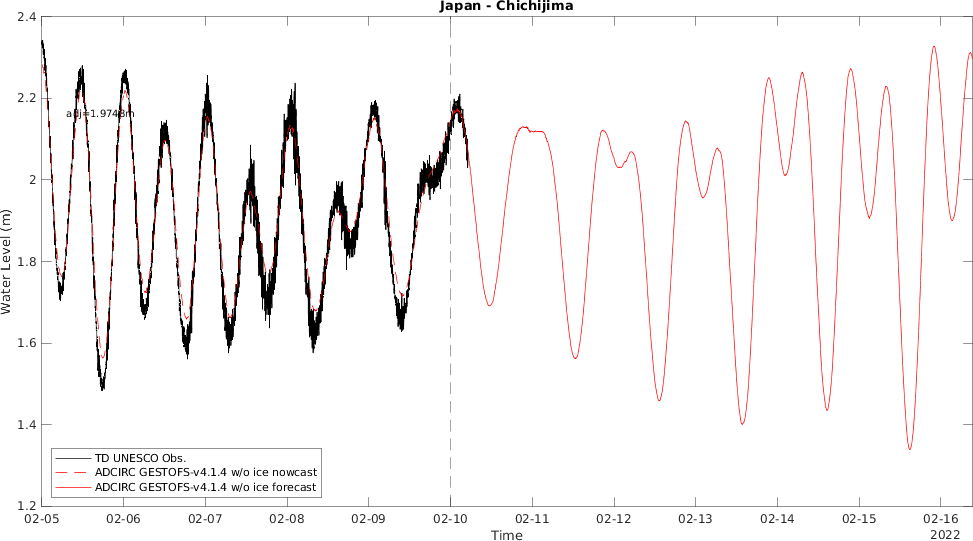 Japan - Chichijima
2.4
2.2
2
1.8
1.6
1.4
1.2
Water Level (m)
adj=1.9748m
TD UNESCO Obs.
ADCIRC GESTOFS-v4.1.4 w/o ice nowcast
ADCIRC GESTOFS-v4.1.4 w/o ice forecast
02-05 02-06 02-07 02-08 02-09 02-10 02-11 02-12 02-13 02-14 02-15 02-16
2022
Time